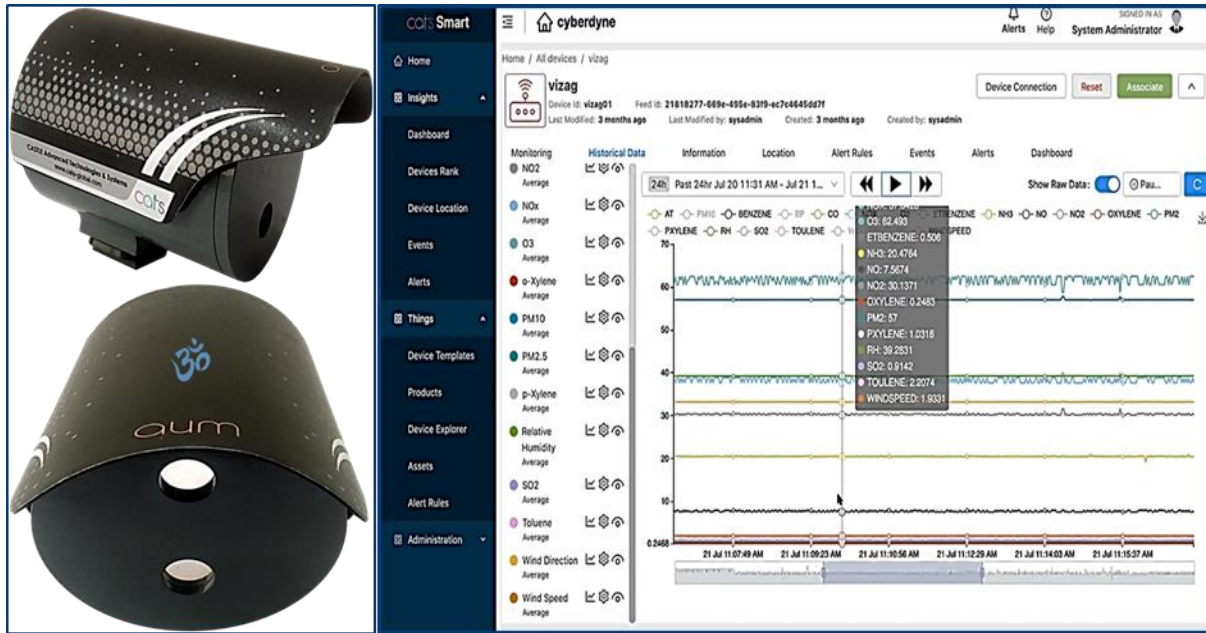 CASTLE Advanced Technologies & Systems
www.cats-global.com
cats
ॐ
aum
cats Smart
cyberdyne
Alerts
Help
SIGNED IN AS
System Administrator
Home
Insights
Dashboard
Devices Rank
Device Location
Events
Alerts
Things
Device Templates
Products
Device Explorer
Assets
Alert Rules
Administration
Home / All devices / vizag
vizag
Device Id: vizag01 Feed Id: 21818277-669e-495e-83f9-ec7c4645dd7f
Last Modified: 3 months ago Last Modified by: sysadmin Created: 3 months ago Created by: sysadmin
Device Connection Reset Associate
Monitoring Historical Data Information Location Alert Rules Events Alerts Dashboard
NO2
Average
NOx
Average
O3
Average
o-Xylene
Average
PM10
Average
PM2.5
Average
p-Xylene
Average
Relative
Humidity
Average
SO2
Average
Toluene
Average
Wind Direction
Average
Wind Speed
Average
24h Past 24hr Jul 20 11:31 AM - Jul 21 1...
Show Raw Data: Pau...
AT PM10 BENZENE BP CO NH3 NO NO2 OXYLENE PM2
PXYLENE RH SO2 TOULENE
O3: 62.493
ETBENZENE: 0.506
NH3: 20.4764
NO: 7.5674
NO2: 30.1371
OXYLENE: 0.2483
PM2: 57
PXYLENE: 1.0316
RH: 39.2831
SO2: 0.9142
TOULENE: 2.2074
WINDSPEED: 1.9331
70
60
50
40
30
20
10
0.2468
21 Jul 11:07:49 AM 21 Jul 11:09:23 AM 21 Jul 11:10:56 AM 21 Jul 11:12:29 AM 21 Jul 11:14:03 AM 21 Jul 11:15:37 AM